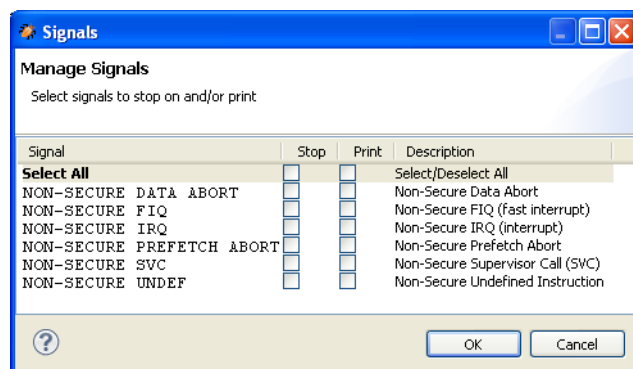 Signals
Manage Signals
Select signals to stop on and/or print
Signal Stop Print Description
Select All Select/Deselect All
NON-SECURE DATA ABORT Non-Secure Data Abort
NON-SECURE FIQ Non-Secure FIQ (fast interrupt)
NON-SECURE IRQ Non-Secure IRQ (interrupt)
NON-SECURE PREFETCH ABORT Non-Secure Prefetch Abort
NON-SECURE SVC Non-Secure Supervisor Call (SVC)
NON-SECURE UNDEF Non-Secure Undefined Instruction
? OK Cancel